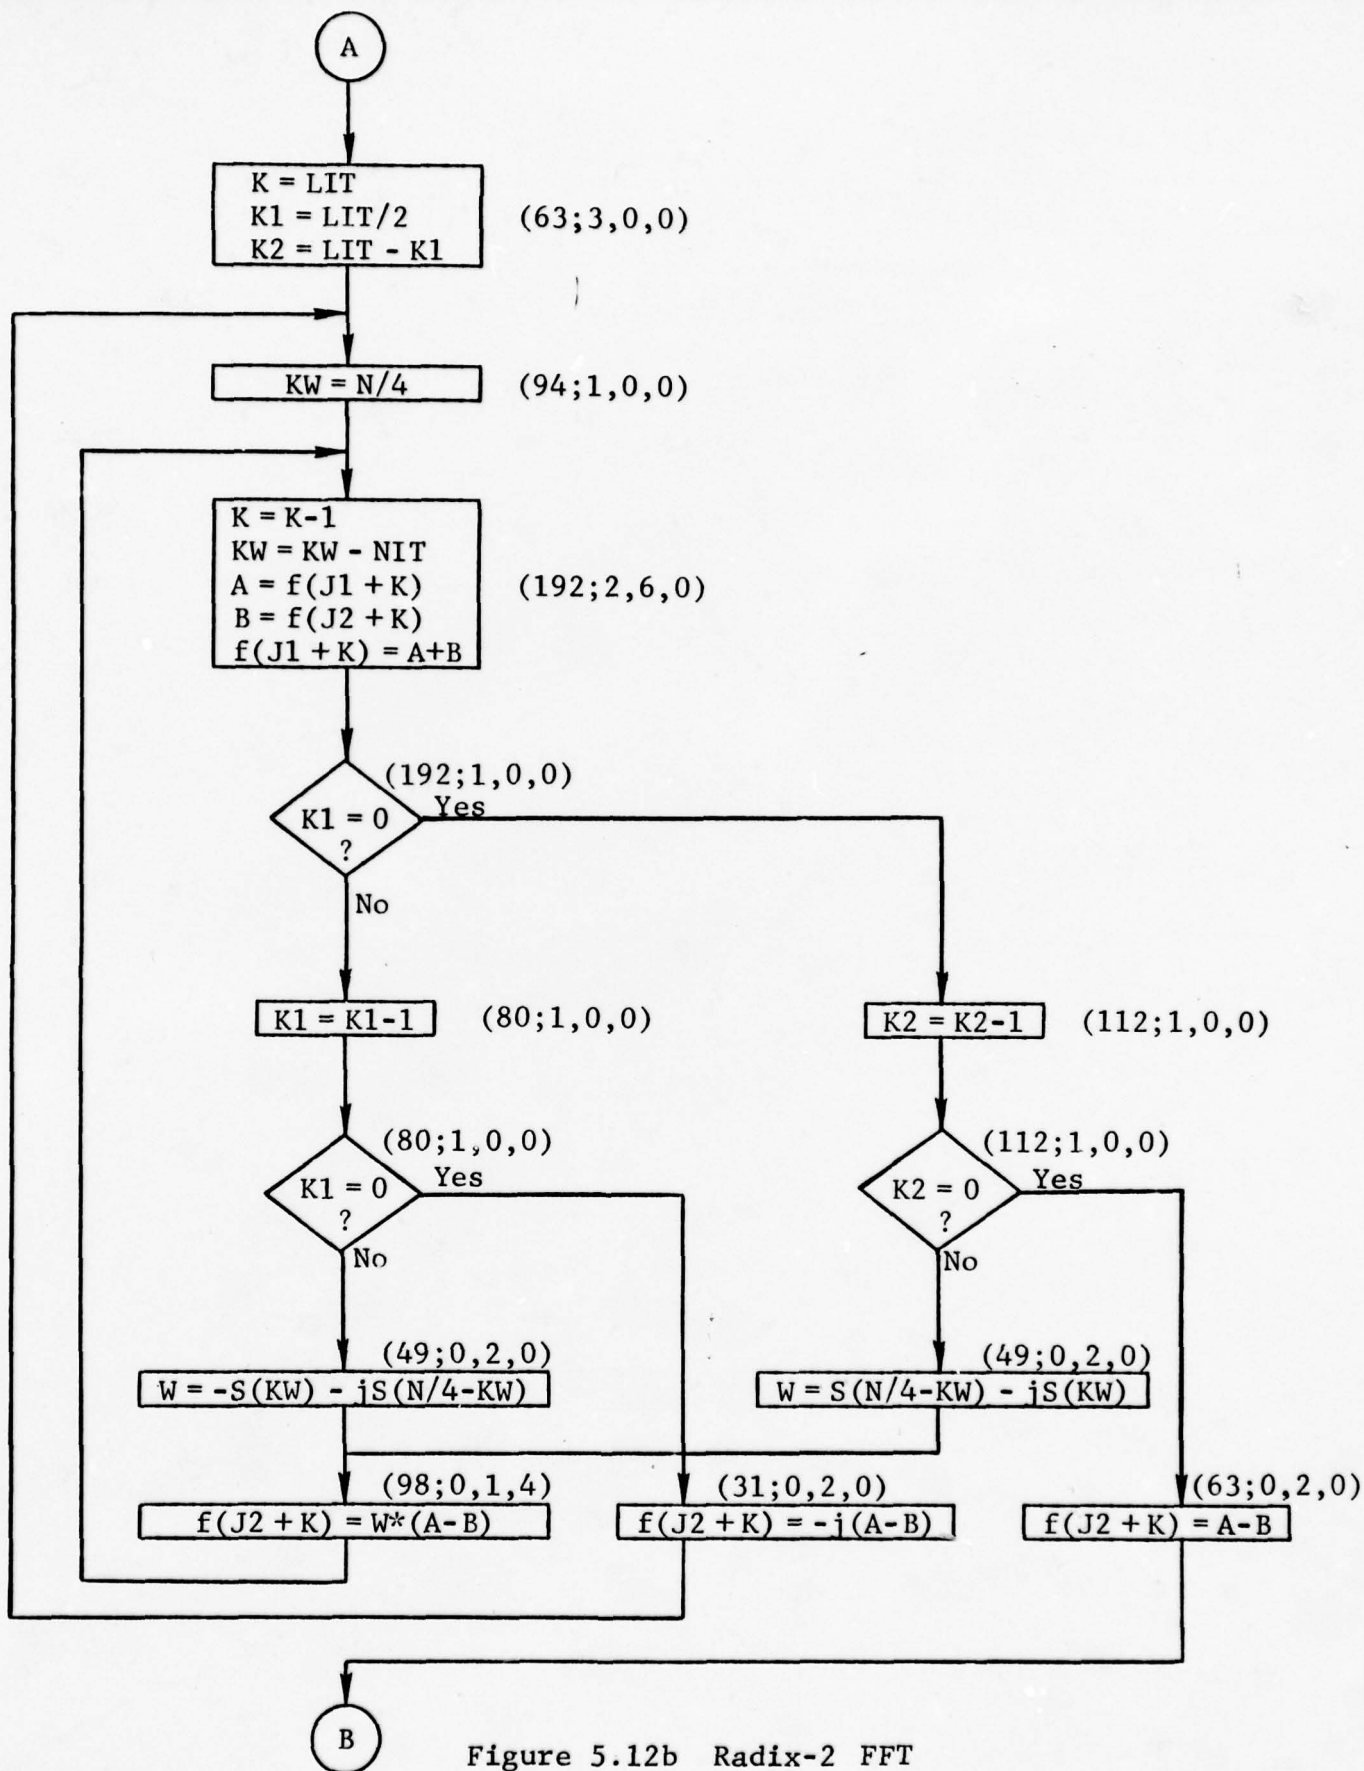 A
K = LIT
K1 = LIT/2
K2 = LIT - K1
(63;3,0,0)
KW = N/4
(94;1,0,0)
K = K-1
KW = KW - NIT
A = f(J1 + K)
B = f(J2 + K)
f(J1 + K) = A+B
(192;2,6,0)
(192;1,0,0)
K1 = 0
?
Yes
No
K1 = K1-1
(80;1,0,0)
K2 = K2-1
(112;1,0,0)
(80;1,0,0)
K1 = 0
?
Yes
No
(112;1,0,0)
K2 = 0
?
Yes
No
(49;0,2,0)
W = -S(KW) - jS(N/4-KW)
(49;0,2,0)
W = S(N/4-KW) - jS(KW)
(98;0,1,4)
f(J2 + K) = W*(A-B)
(31;0,2,0)
f(J2 + K) = -j(A-B)
(63;0,2,0)
f(J2 + K) = A-B
B
Figure 5.12b Radix-2 FFT